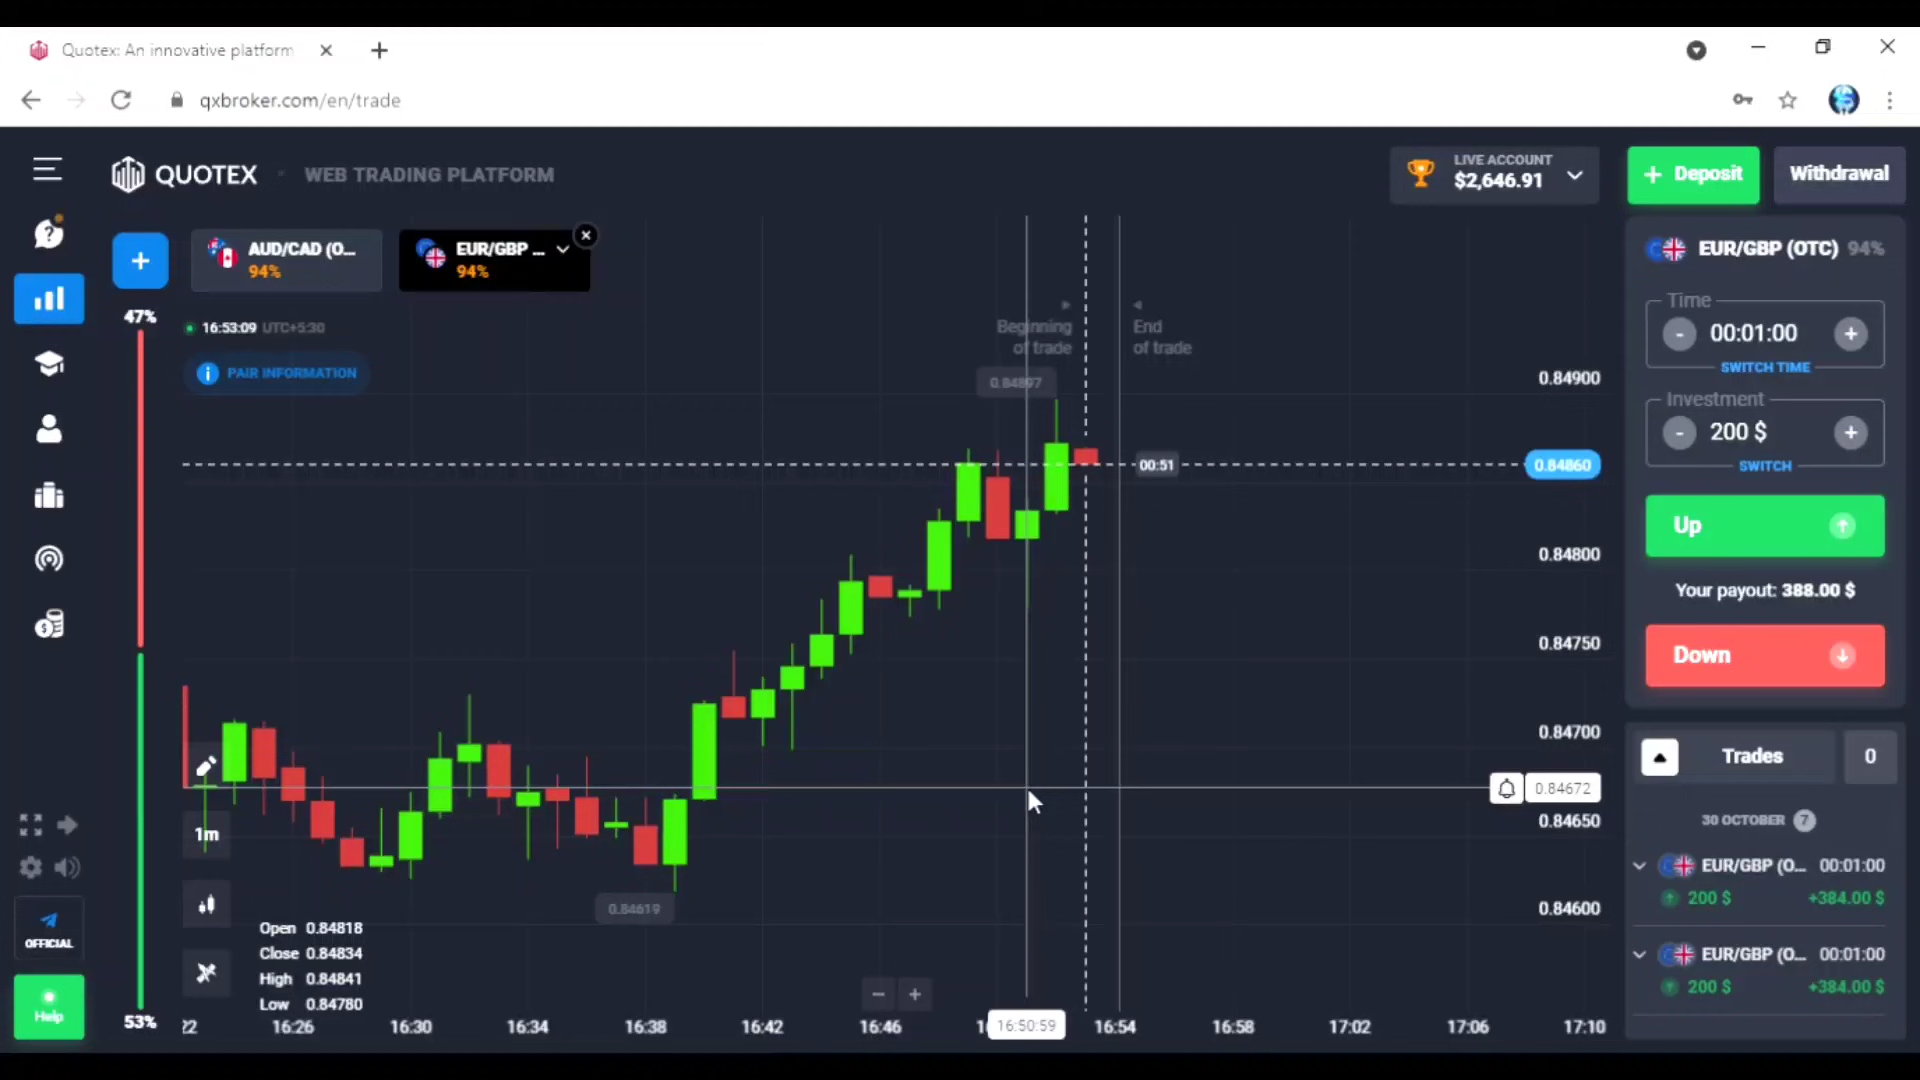 Quotex: An innovative platform
qxbroker.com/en/trade
QUOTEX
WEB TRADING PLATFORM
LIVE ACCOUNT
$2,646.91
Deposit
Withdrawal
AUD/CAD (O...
94%
EUR/GBP ...
94%
EUR/GBP (OTC) 94%
47%
16:53:09 UTC+5:30
PAIR INFORMATION
Beginning
of trade
End
of trade
Time
00:01:00
SWITCH TIME
Investment
200 $
SWITCH
Up
Your payout: 388.00 $
Down
0.84897
0.84900
00:51
0.84860
0.84800
0.84750
0.84700
0.84672
0.84650
0.84600
0.84619
1m
Open 0.84818
Close 0.84834
High 0.84841
Low 0.84780
Trades
0
30 OCTOBER 7
EUR/GBP (O... 00:01:00
200 $ +384.00 $
EUR/GBP (O... 00:01:00
200 $ +384.00 $
OFFICIAL
Help
53%
22 16:26 16:30 16:34 16:38 16:42 16:46 16:50:59 16:54 16:58 17:02 17:06 17:10